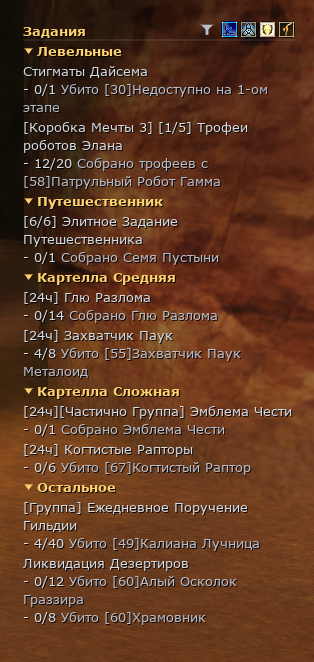 Задания
Левельные
Стигматы Дайсема
- 0/1 Убито [30]Недоступно на 1-ом
этапе
[Коробка Мечты 3] [1/5] Трофеи
роботов Элана
- 12/20 Собрано трофеев с
[58]Патрульный Робот Гамма
Путешественник
[6/6] Элитное Задание
Путешественника
- 0/1 Собрано Семя Пустыни
Картелла Средняя
[24ч] Глю Разлома
- 0/14 Собрано Глю Разлома
[24ч] Захватчик Паук
- 4/8 Убито [55]Захватчик Паук
Металоид
Картелла Сложная
[24ч][Частично Группа] Эмблема Чести
- 0/1 Собрано Эмблема Чести
[24ч] Когтистые Рапторы
- 0/6 Убито [67]Когтистый Раптор
Остальное
[Группа] Ежедневное Поручение
Гильдии
- 4/40 Убито [49]Калиана Лучница
Ликвидация Дезертиров
- 0/12 Убито [60]Алый Осколок
Граззира
- 0/8 Убито [60]Храмовник